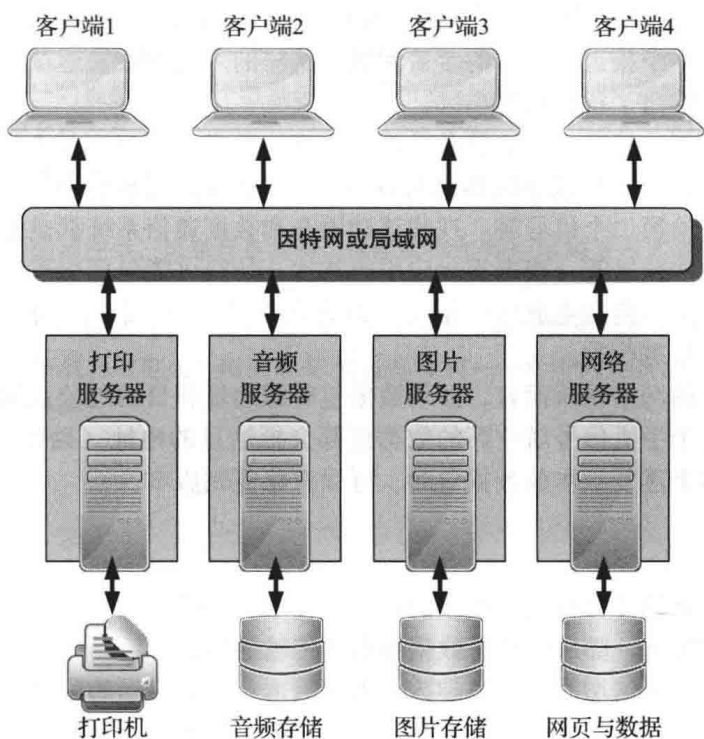 客户端1
客户端2
客户端3
客户端4
因特网或局域网
打印
服务器
音频
服务器
图片
服务器
网络
服务器
打印机
音频存储
图片存储
网页与数据